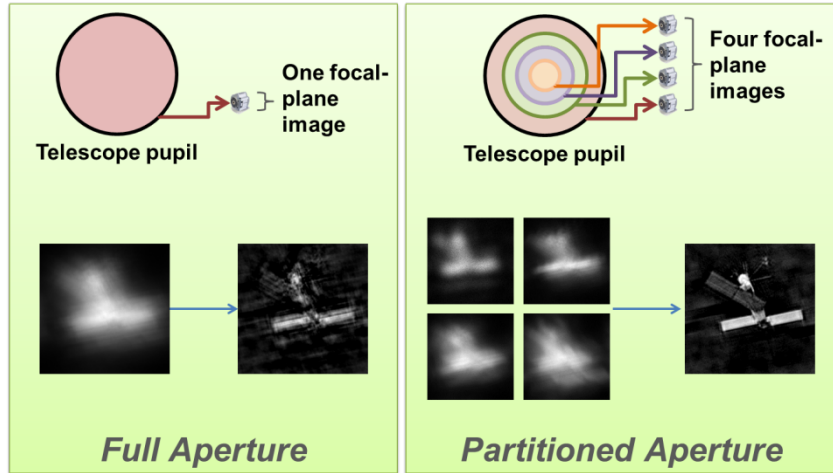 One focal-
plane
image
Telescope pupil
Full Aperture
Four focal-
plane
images
Telescope pupil
Partitioned Aperture